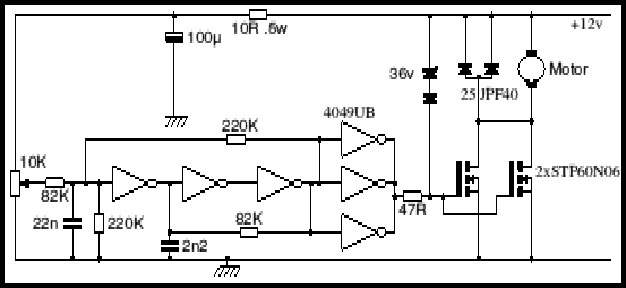 +12v
10R .6w
100µ
36v
Motor
25JPF40
4049UB
220K
10K
2xSTP60N06
82K
47R
22n
220K
82K
2n2